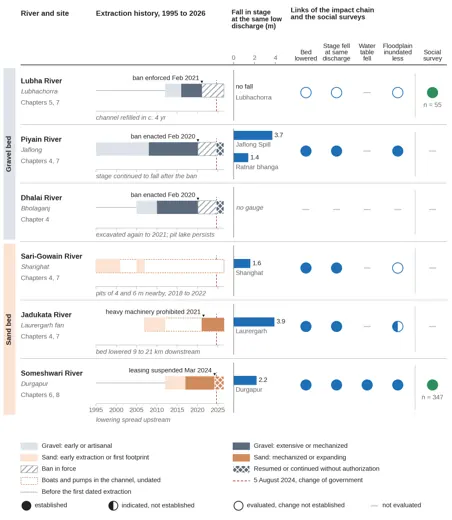 River and site
Extraction history, 1995 to 2026
Fall in stage
at the same low
discharge (m)
Links of the impact chain
and the social surveys
0 2 4
Bed
lowered
Stage fell
at same
discharge
Water
table
fell
Floodplain
inundated
less
Social
survey
Gravel bed
Lubha River
Lubhachorra
Chapters 5, 7
ban enforced Feb 2021
channel refilled in c. 4 yr
no fall
Lubhachorra
n = 55
Piyain River
Jaflong
Chapters 4, 7
ban enacted Feb 2020
stage continued to fall after the ban
3.7
Jaflong Spill
1.4
Ratnair bhanga
Dhalai River
Bholaganj
Chapter 4
ban enacted Feb 2020
excavated again to 2021; pit lake persists
no gauge
Sand bed
Sari-Gowain River
Shanghat
Chapters 4, 7
pits of 4 and 6 m nearby, 2018 to 2022
1.6
Shanghat
Jadukata River
Laurergarh fan
Chapters 4, 7
heavy machinery prohibited 2021
bed lowered 9 to 21 km downstream
3.9
Laurergarh
Someshwari River
Durgapur
Chapters 6, 8
leasing suspended Mar 2024
1995 2000 2005 2010 2015 2020 2025
lowering spread upstream
2.2
Durgapur
n = 347
Gravel: early or artisanal
Gravel: extensive or mechanized
Sand: early extraction or first footprint
Sand: mechanized or expanding
Ban in force
Resumed or continued without authorization
Boats and pumps in the channel, undated
5 August 2024, change of government
Before the first dated extraction
established
indicated, not established
evaluated, change not established
not evaluated